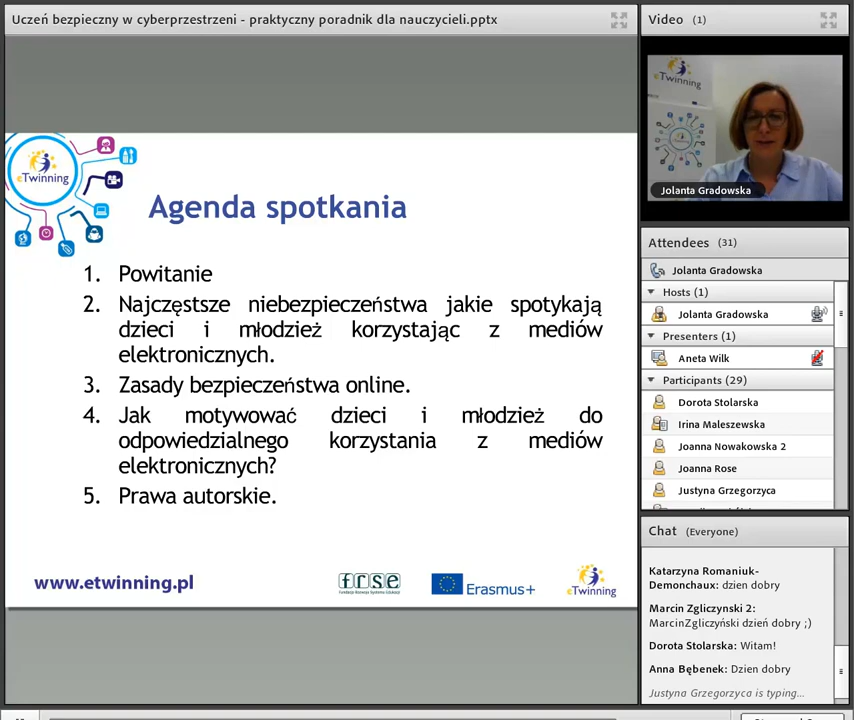 Uczeń bezpieczny w cyberprzestrzeni - praktyczny poradnik dla nauczycieli.pptx
eTwinning
Agenda spotkania
1. Powitanie
2. Najczęstsze niebezpieczeństwa jakie spotykają
dzieci i młodzież korzystając z mediów
elektronicznych.
3. Zasady bezpieczeństwa online.
4. Jak motywować dzieci i młodzież do
odpowiedzialnego korzystania z mediów
elektronicznych?
5. Prawa autorskie.
www.etwinning.pl
frse
Fundacja Rozwoju Systemu Edukacji
Erasmus+
eTwinning
Video (1)
eTwinning
Jolanta Gradowska
Attendees (31)
Jolanta Gradowska
Hosts (1)
Jolanta Gradowska
Presenters (1)
Aneta Wilk
Participants (29)
Dorota Stolarska
Irina Maleszewska
Joanna Nowakowska 2
Joanna Rose
Justyna Grzegorzyca
Chat (Everyone)
Katarzyna Romaniuk-
Demonchaux: dzien dobry
Marcin Zgliczynski 2:
MarcinZgliczyński dzień dobry ;)
Dorota Stolarska: Witam!
Anna Bębenek: Dzien dobry
Justyna Grzegorzyca is typing...